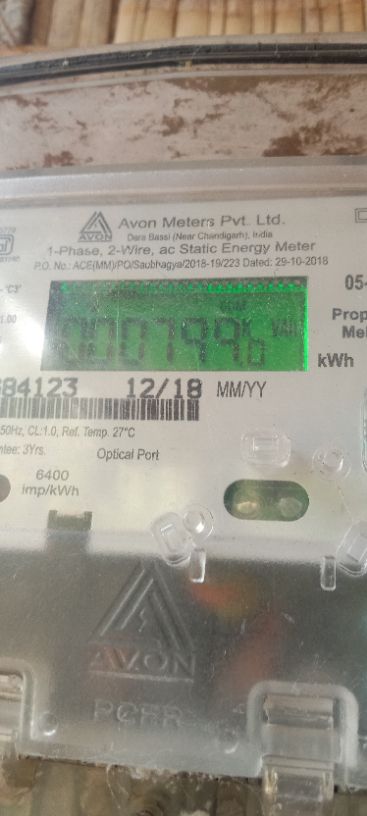 AVON
Avon Meters Pvt. Ltd.
Dera Bassi (Near Chandigarh), India
1-Phase, 2-Wire, ac Static Energy Meter
P.O. No.: ACE(MM)/PO/Saubhagya/2018-19/223 Dated: 29-10-2018
kWh
84123 12/18 MM/YY
50Hz, CL:1.0, Ref. Temp. 27°C
ntee: 3Yrs.
Optical Port
6400
imp/kWh
AVON